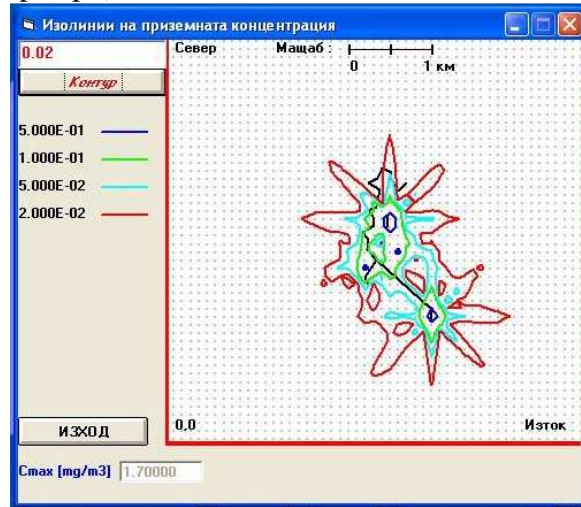 Изолинии на приземната концентрация
0.02
Север Мащаб :
0 1 км
Контур
5.000E-01
1.000E-01
5.000E-02
2.000E-02
ИЗХОД
0,0 Изток
Cmax [mg/m3] 1.70000